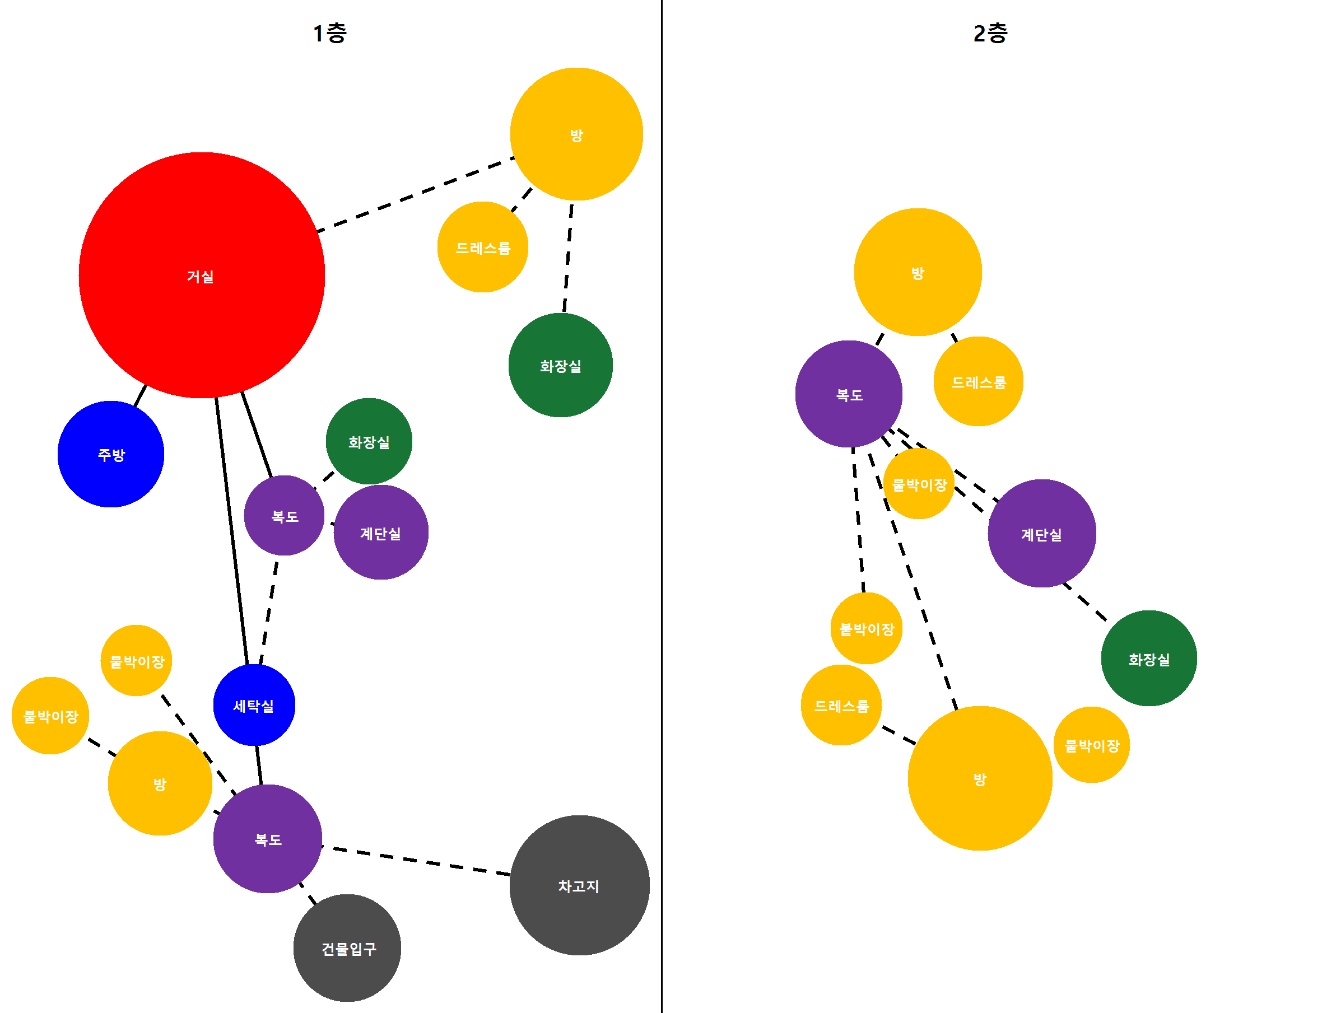 1층
방
드레스룸
거실
화장실
화장실
주방
복도
계단실
붙박이장
세탁실
붙박이장
방
복도
차고지
건물입구
2층
방
드레스룸
복도
붙박이장
계단실
붙박이장
화장실
드레스룸
붙박이장
방